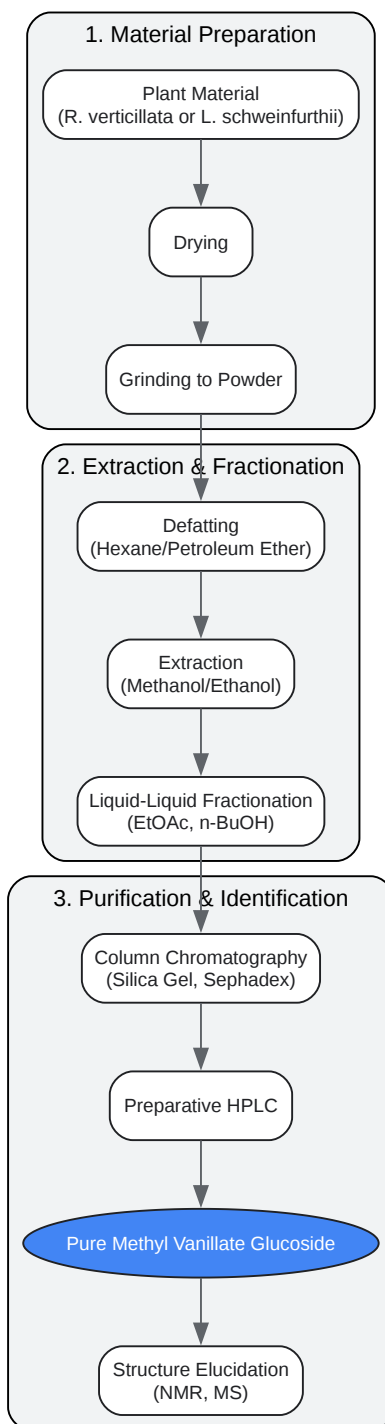 1. Material Preparation
Plant Material
(R. verticillata or L. schweinfurthii)
Drying
Grinding to Powder
2. Extraction & Fractionation
Defatting
(Hexane/Petroleum Ether)
Extraction
(Methanol/Ethanol)
Liquid-Liquid Fractionation
(EtOAc, n-BuOH)
3. Purification & Identification
Column Chromatography
(Silica Gel, Sephadex)
Preparative HPLC
Pure Methyl Vanillate Glucoside
Structure Elucidation
(NMR, MS)